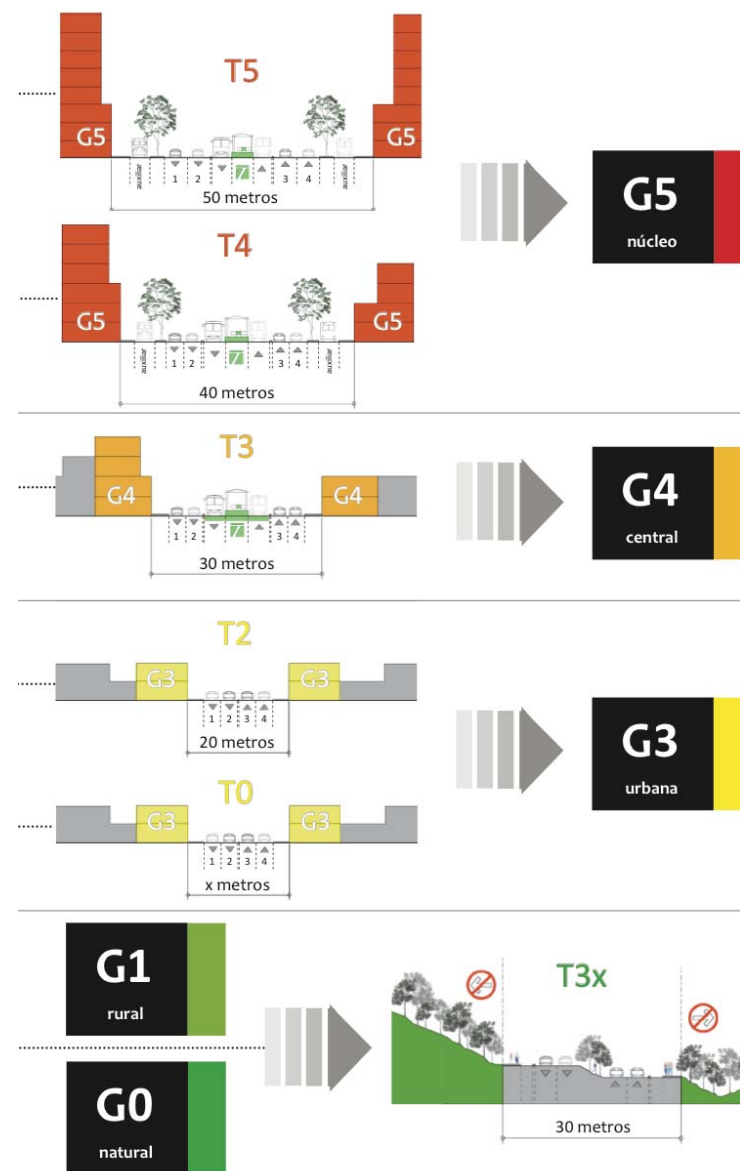 T5
G5
G5
auxiliar
1
2
7
3
4
auxiliar
50 metros
G5
núcleo
T4
G5
G5
auxiliar
1
2
7
3
4
auxiliar
40 metros
T3
G4
G4
1
2
7
3
4
30 metros
G4
central
T2
G3
G3
1
2
3
4
20 metros
G3
urbana
T0
G3
G3
1
2
3
4
x metros
G1
rural
G0
natural
T3x
30 metros